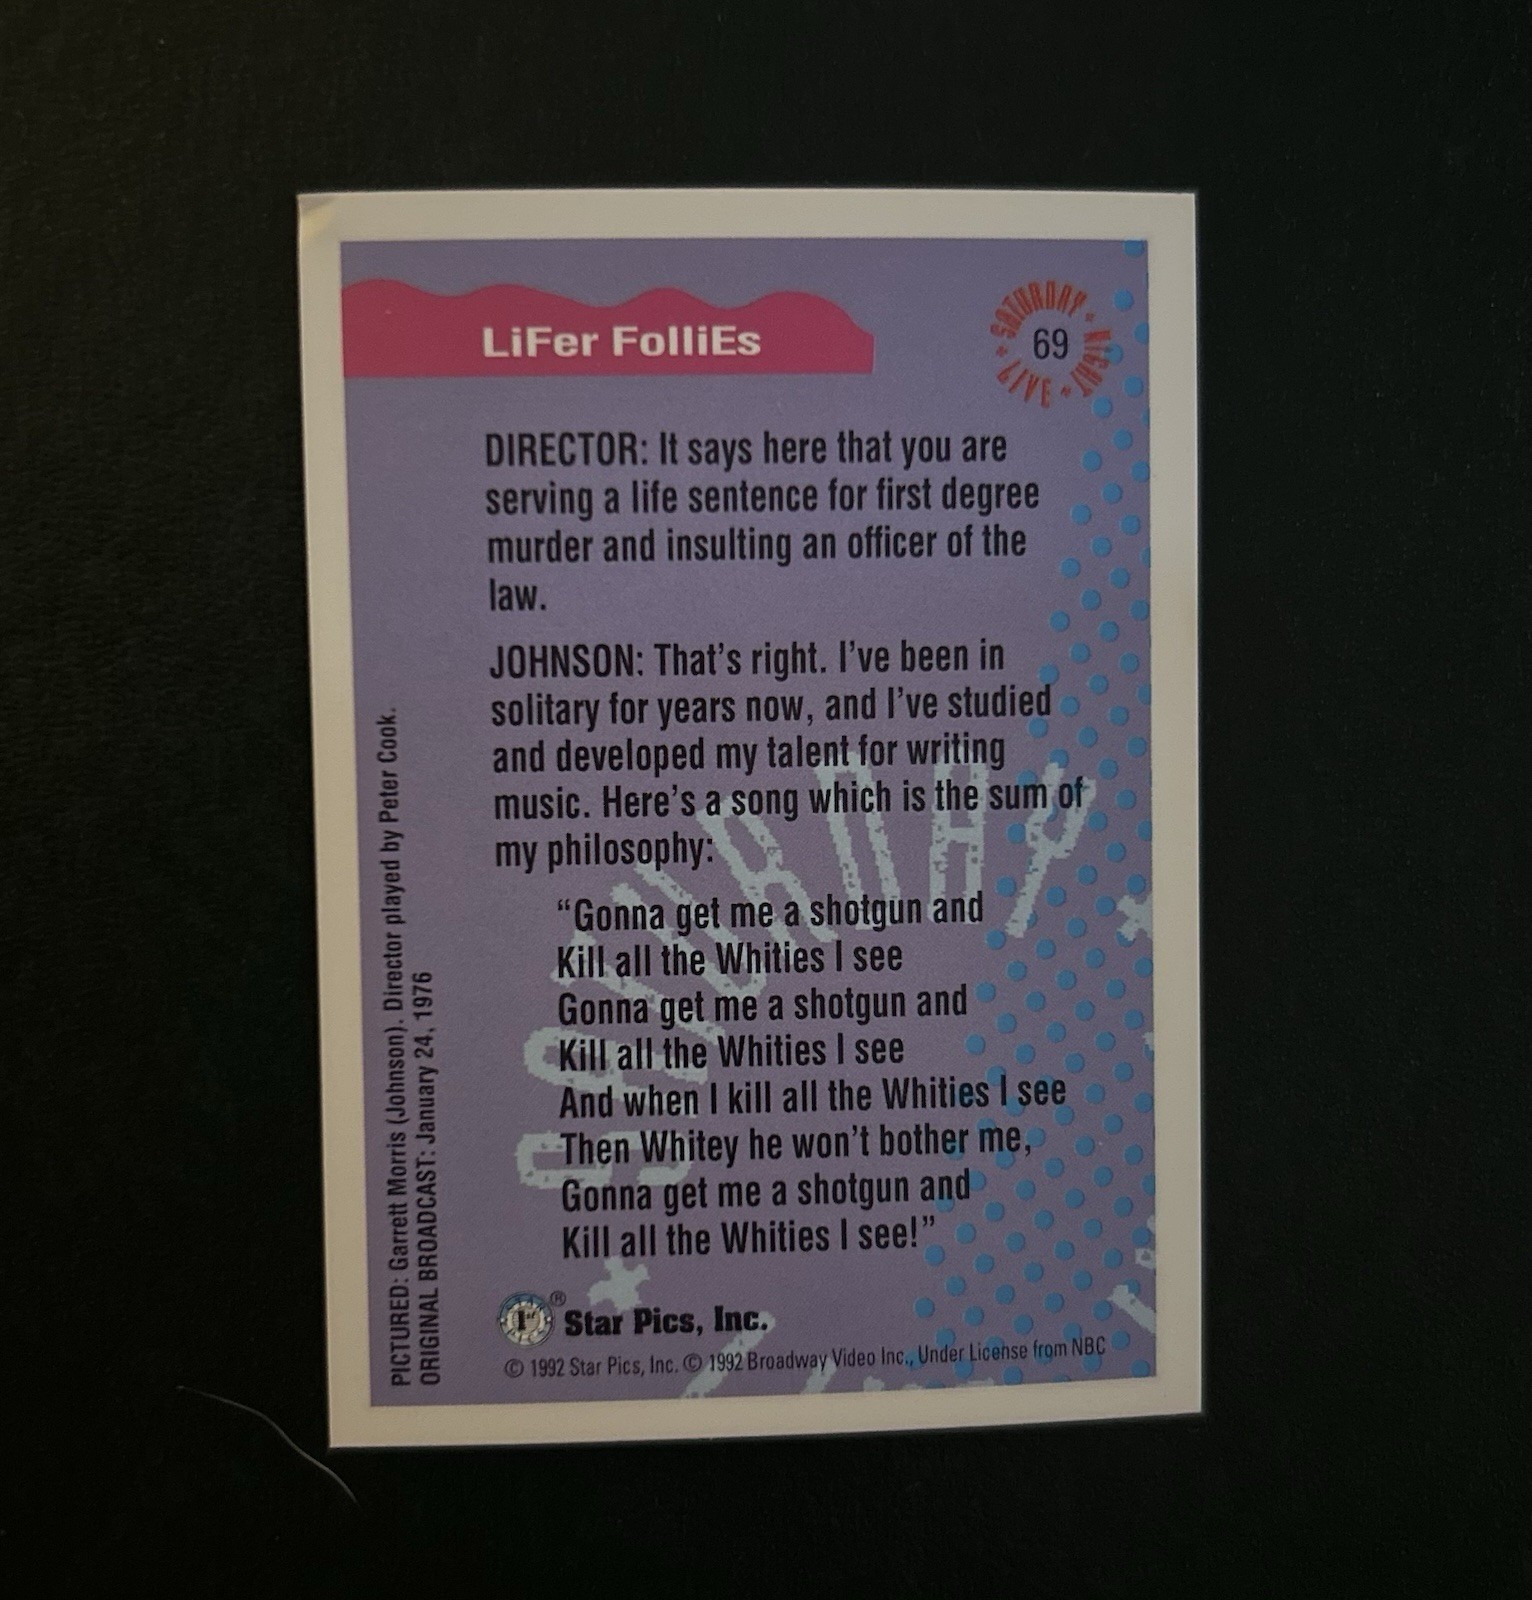 LiFer FolliEs
SATURDAY NIGHT LIVE
69
DIRECTOR: It says here that you are
serving a life sentence for first degree
murder and insulting an officer of the
law.
JOHNSON: That's right. I've been in
solitary for years now, and I've studied
and developed my talent for writing
music. Here's a song which is the sum of
my philosophy:
“Gonna get me a shotgun and
Kill all the Whities I see
Gonna get me a shotgun and
Kill all the Whities I see
And when I kill all the Whities I see
Then Whitey he won't bother me,
Gonna get me a shotgun and
Kill all the Whities I see!”
PICTURED: Garrett Morris (Johnson). Director played by Peter Cook.
ORIGINAL BROADCAST: January 24, 1976
SATURDAY
1st ® Star Pics, Inc.
© 1992 Star Pics, Inc. © 1992 Broadway Video Inc., Under License from NBC